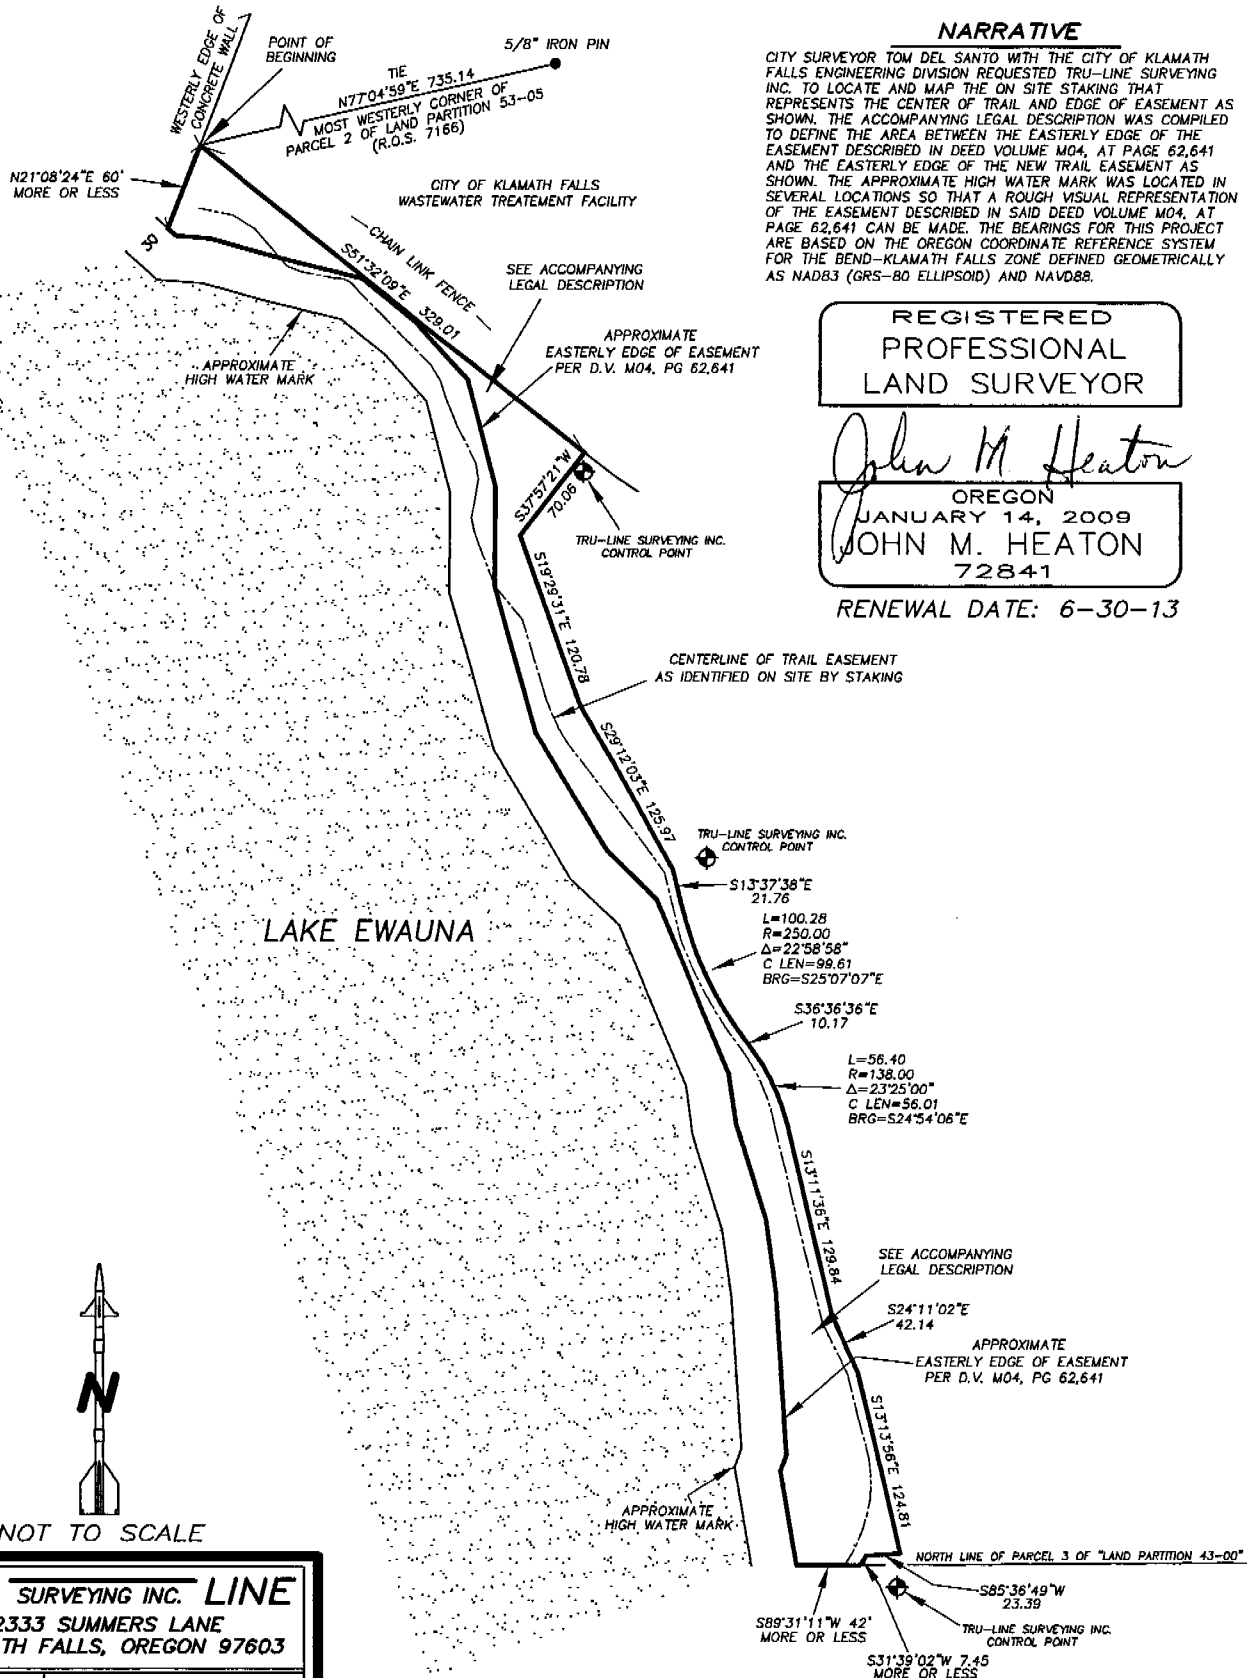 WESTERLY EDGE OF
CONCRETE WALL
POINT OF
BEGINNING
5/8" IRON PIN
TIE
N77°04'59"E 735.14
MOST WESTERLY CORNER OF
PARCEL 2 OF LAND PARTITION 53-05
(R.O.S. 7166)
N21°08'24"E 60'
MORE OR LESS
CITY OF KLAMATH FALLS
WASTEWATER TREATEMENT FACILITY
CHAIN LINK FENCE
S51°32'09"E 329.01
SEE ACCOMPANYING
LEGAL DESCRIPTION
APPROXIMATE
EASTERLY EDGE OF EASEMENT
PER D.V. M04, PG 62,641
APPROXIMATE
HIGH WATER MARK
NARRATIVE
CITY SURVEYOR TOM DEL SANTO WITH THE CITY OF KLAMATH
FALLS ENGINEERING DIVISION REQUESTED TRU-LINE SURVEYING
INC. TO LOCATE AND MAP THE ON SITE STAKING THAT
REPRESENTS THE CENTER OF TRAIL AND EDGE OF EASEMENT AS
SHOWN. THE ACCOMPANYING LEGAL DESCRIPTION WAS COMPILED
TO DEFINE THE AREA BETWEEN THE EASTERLY EDGE OF THE
EASEMENT DESCRIBED IN DEED VOLUME M04, AT PAGE 62,641
AND THE EASTERLY EDGE OF THE NEW TRAIL EASEMENT AS
SHOWN. THE APPROXIMATE HIGH WATER MARK WAS LOCATED IN
SEVERAL LOCATIONS SO THAT A ROUGH VISUAL REPRESENTATION
OF THE EASEMENT DESCRIBED IN SAID DEED VOLUME M04, AT
PAGE 62,641 CAN BE MADE. THE BEARINGS FOR THIS PROJECT
ARE BASED ON THE OREGON COORDINATE REFERENCE SYSTEM
FOR THE BEND-KLAMATH FALLS ZONE DEFINED GEOMETRICALLY
AS NAD83 (GRS-80 ELLIPSOID) AND NAVD88.
REGISTERED
PROFESSIONAL
LAND SURVEYOR
John M Heaton
OREGON
JANUARY 14, 2009
JOHN M. HEATON
72841
RENEWAL DATE: 6-30-13
S37°57'21"W
70.06
TRU-LINE SURVEYING INC.
CONTROL POINT
S19°29'31"E 120.78
CENTERLINE OF TRAIL EASEMENT
AS IDENTIFIED ON SITE BY STAKING
S29°12'03"E 125.97
TRU-LINE SURVEYING INC.
CONTROL POINT
S13°37'38"E
21.76
L=100.28
R=250.00
Δ=22°58'58"
C LEN=99.61
BRG=S25°07'07"E
LAKE EWAUNA
S36°36'36"E
10.17
L=56.40
R=138.00
Δ=23°25'00"
C LEN=56.01
BRG=S24°54'06"E
S13°11'36"E 129.84
SEE ACCOMPANYING
LEGAL DESCRIPTION
S24°11'02"E
42.14
APPROXIMATE
EASTERLY EDGE OF EASEMENT
PER D.V. M04, PG 62,641
S13°13'56"E 124.81
APPROXIMATE
HIGH WATER MARK
NORTH LINE OF PARCEL 3 OF "LAND PARTITION 43-00"
S85°36'49"W
23.39
S89°31'11"W 42'
MORE OR LESS
TRU-LINE SURVEYING INC.
CONTROL POINT
S31°39'02"W 7.45
MORE OR LESS
N
NOT TO SCALE
SURVEYING INC. LINE
2333 SUMMERS LANE
TH FALLS, OREGON 97603